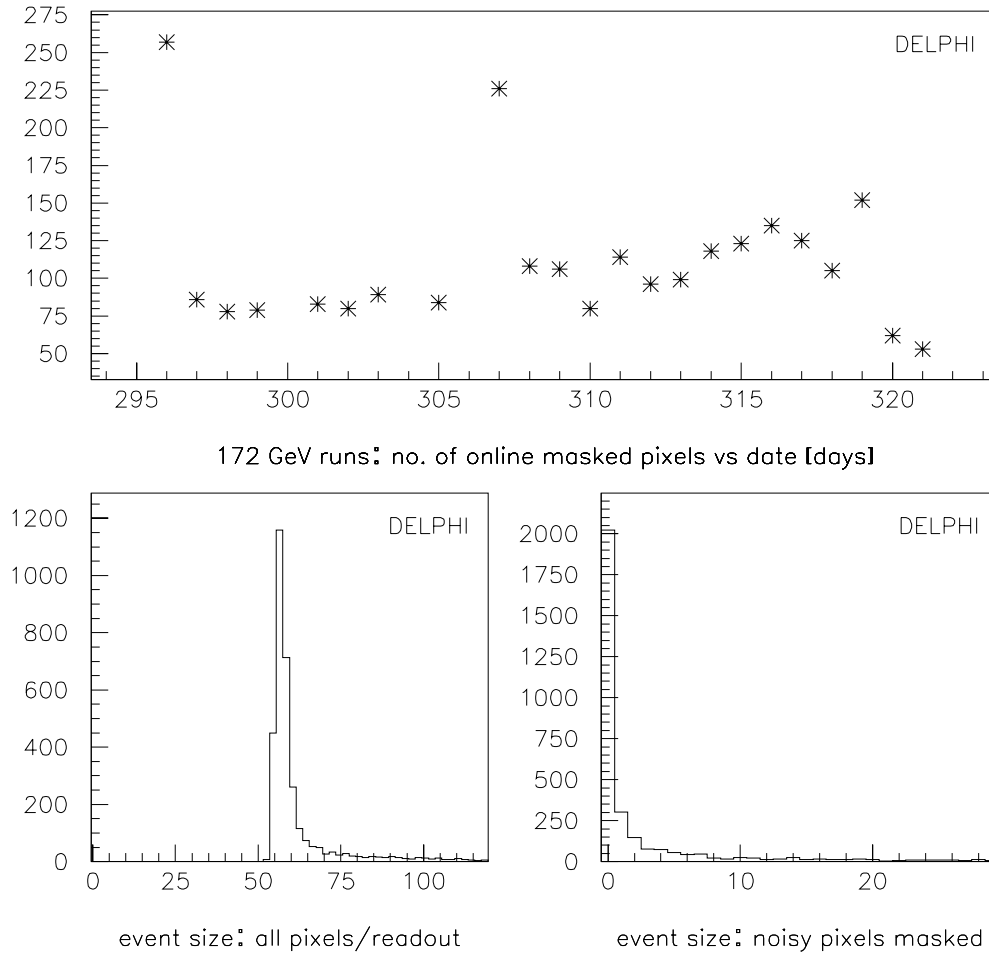 275
250
DELPHI
225
200
175
150
125
100
75
50
295 300 305 310 315 320
172 GeV runs: no. of online masked pixels vs date [days]
1200
1000
800
600
400
200
0
DELPHI
0 25 50 75 100
event size: all pixels/readout
2000
1750
1500
1250
1000
750
500
250
0
DELPHI
0 10 20
event size: noisy pixels masked